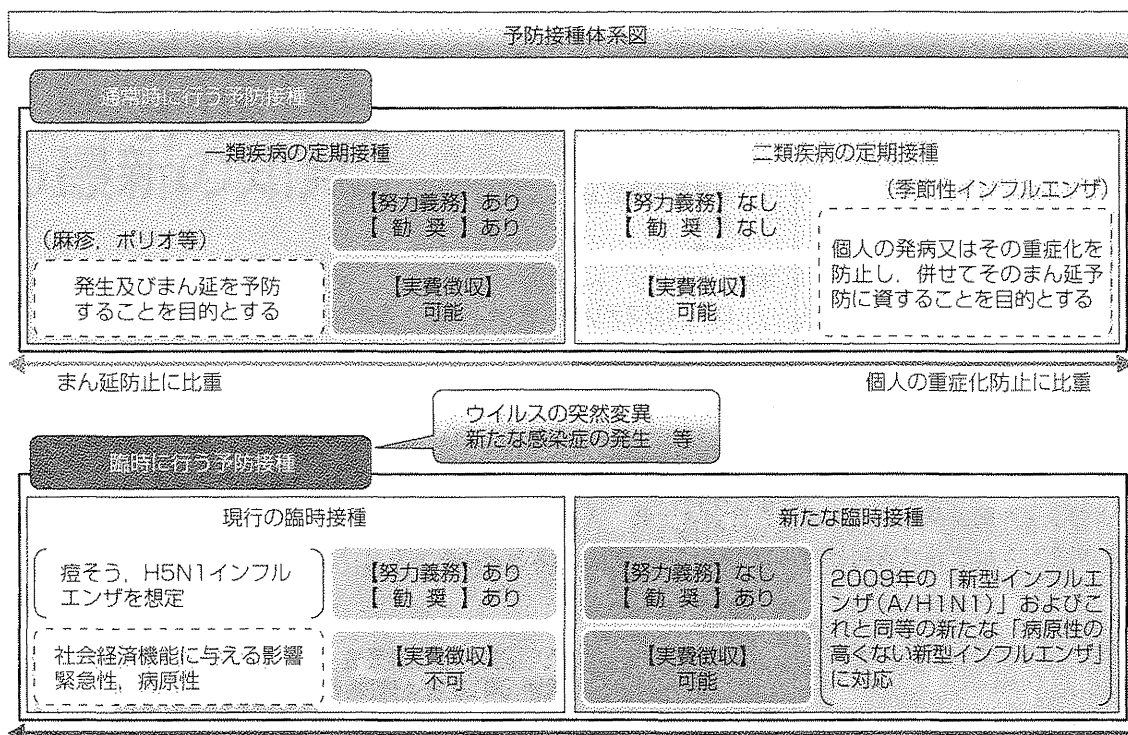 予防接種体系図
通常時に行う予防接種
一類疾病の定期接種
【努力義務】あり
【 勧 奨 】あり
(麻疹，ポリオ等)
発生及びまん延を予防
することを目的とする
【実費徴収】
可能
二類疾病の定期接種
(季節性インフルエンザ)
【努力義務】なし
【 勧 奨 】なし
個人の発病又はその重症化を
防止し，併せてそのまん延予
防に資することを目的とする
【実費徴収】
可能
まん延防止に比重
個人の重症化防止に比重
ウイルスの突然変異
新たな感染症の発生　等
臨時に行う予防接種
現行の臨時接種
痘そう，H5N1インフル
エンザを想定
【努力義務】あり
【 勧 奨 】あり
社会経済機能に与える影響
緊急性，病原性
【実費徴収】
不可
新たな臨時接種
【努力義務】なし
【 勧 奨 】あり
【実費徴収】
可能
2009年の「新型インフルエ
ンザ(A/H1N1)」およびこ
れと同等の新たな「病原性の
高くない新型インフルエンザ」
に対応